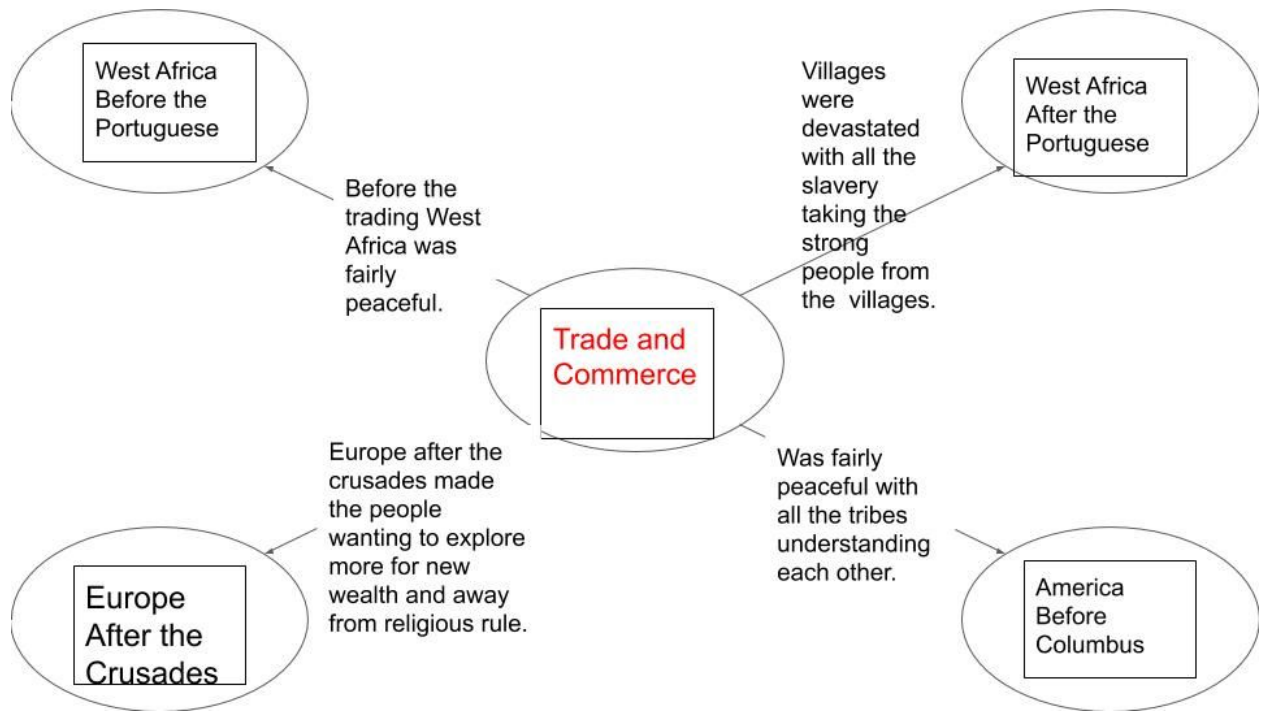 West Africa
Before the
Portuguese
Before the
trading West
Africa was
fairly
peaceful.
Villages
were
devastated
with all the
slavery
taking the
strong
people from
the villages.
West Africa
After the
Portuguese
Trade and
Commerce
Europe after the
crusades made
the people
wanting to explore
more for new
wealth and away
from religious rule.
Europe
After the
Crusades
Was fairly
peaceful with
all the tribes
understanding
each other.
America
Before
Columbus